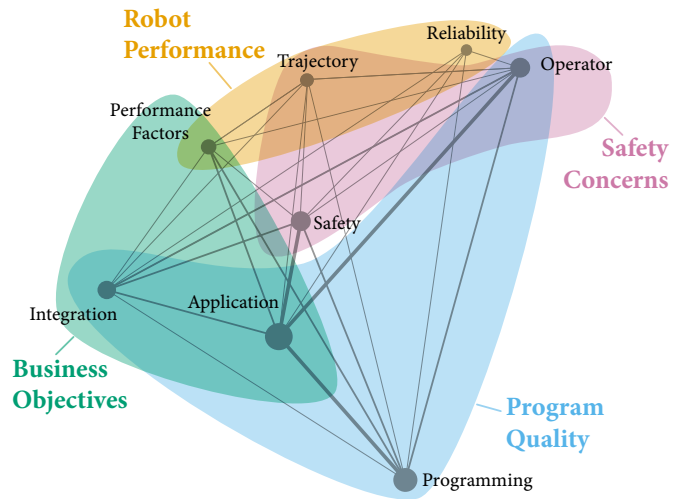 Robot
Performance
Reliability
Trajectory
Operator
Performance
Factors
Safety
Concerns
Safety
Application
Integration
Business
Objectives
Program
Quality
Programming